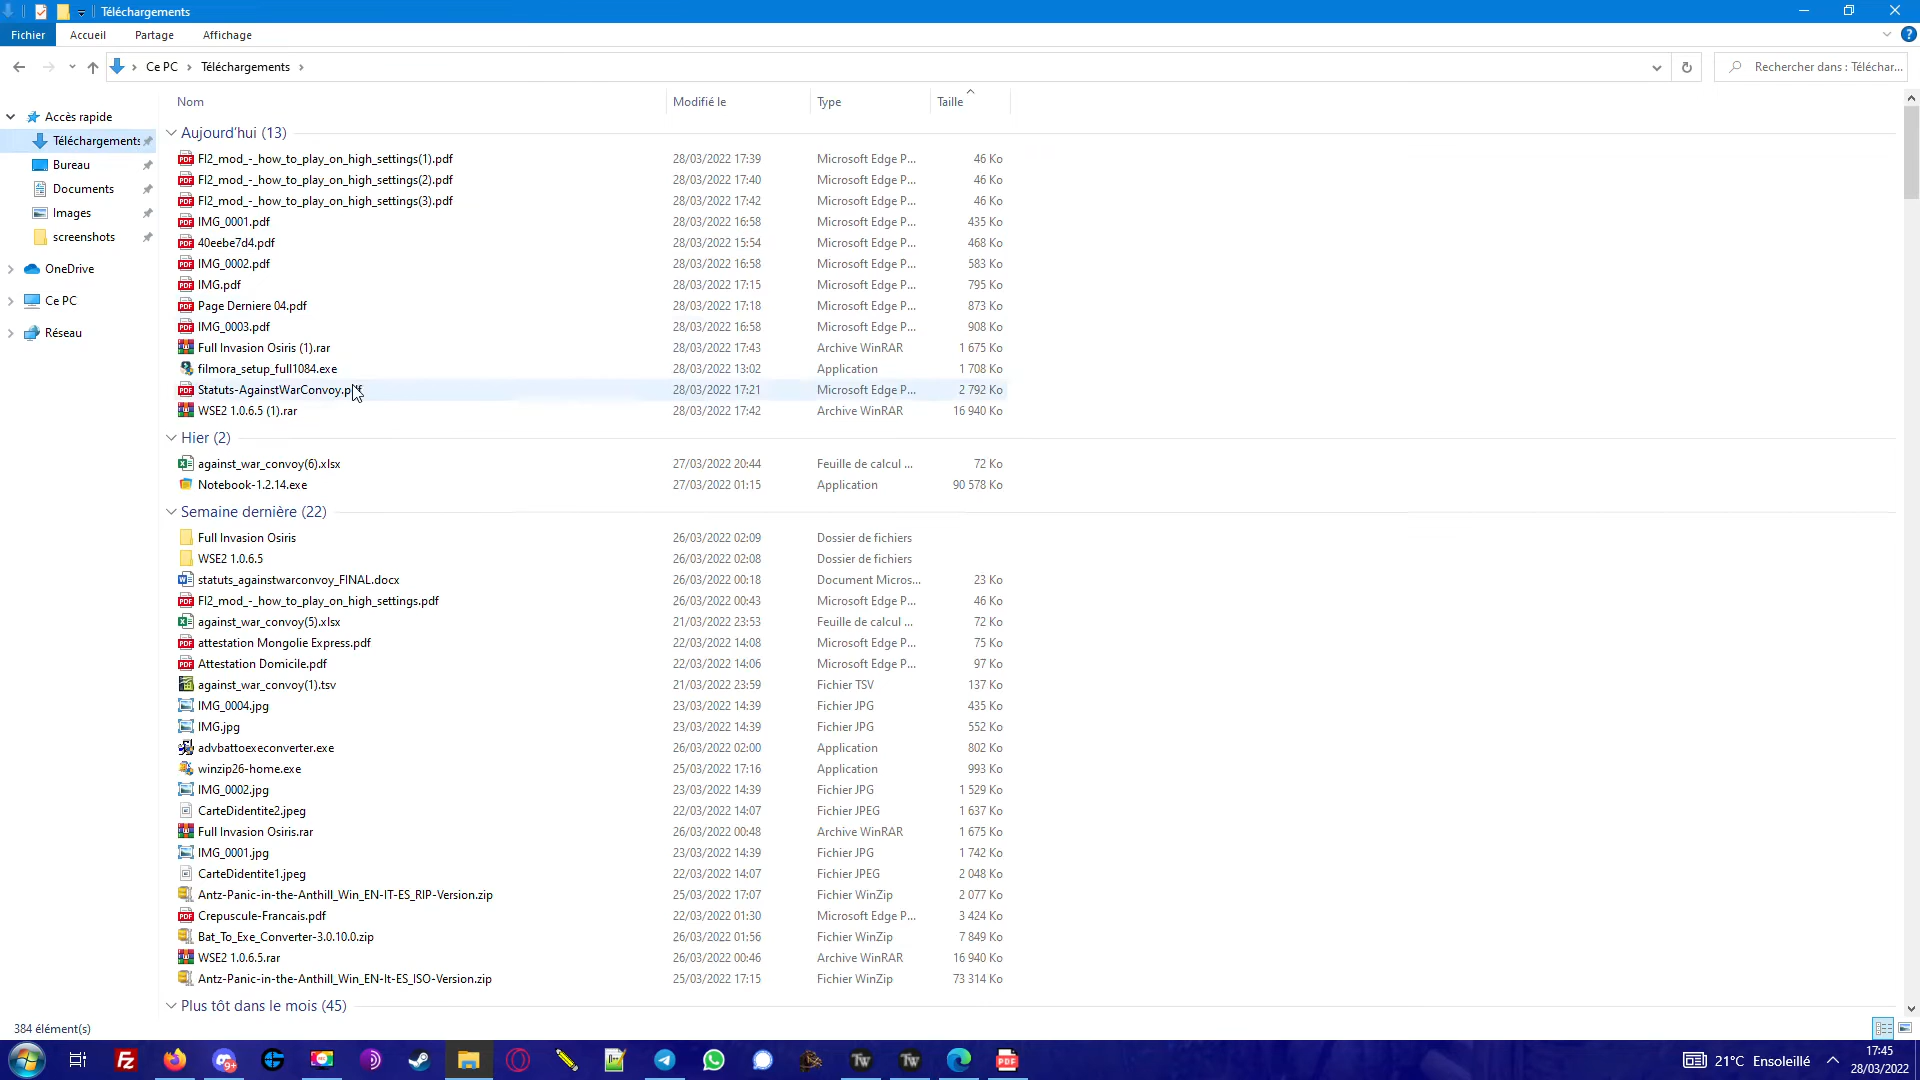 Téléchargements
Fichier Accueil Partage Affichage
Ce PC Téléchargements Rechercher dans : Téléchar...
Nom Modifié le Type Taille
Accès rapide
Téléchargements
Bureau
Documents
Images
screenshots
OneDrive
Ce PC
Réseau
Aujourd'hui (13)
FI2_mod_-_how_to_play_on_high_settings(1).pdf 28/03/2022 17:39 Microsoft Edge P... 46 Ko
FI2_mod_-_how_to_play_on_high_settings(2).pdf 28/03/2022 17:40 Microsoft Edge P... 46 Ko
FI2_mod_-_how_to_play_on_high_settings(3).pdf 28/03/2022 17:42 Microsoft Edge P... 46 Ko
IMG_0001.pdf 28/03/2022 16:58 Microsoft Edge P... 435 Ko
40eebe7d4.pdf 28/03/2022 15:54 Microsoft Edge P... 468 Ko
IMG_0002.pdf 28/03/2022 16:58 Microsoft Edge P... 583 Ko
IMG.pdf 28/03/2022 17:15 Microsoft Edge P... 795 Ko
Page Derniere 04.pdf 28/03/2022 17:18 Microsoft Edge P... 873 Ko
IMG_0003.pdf 28/03/2022 16:58 Microsoft Edge P... 908 Ko
Full Invasion Osiris (1).rar 28/03/2022 17:43 Archive WinRAR 1 675 Ko
filmora_setup_full1084.exe 28/03/2022 13:02 Application 1 708 Ko
Statuts-AgainstWarConvoy.pdf 28/03/2022 17:21 Microsoft Edge P... 2 792 Ko
WSE2 1.0.6.5 (1).rar 28/03/2022 17:42 Archive WinRAR 16 940 Ko
Hier (2)
against_war_convoy(6).xlsx 27/03/2022 20:44 Feuille de calcul ... 72 Ko
Notebook-1.2.14.exe 27/03/2022 01:15 Application 90 578 Ko
Semaine dernière (22)
Full Invasion Osiris 26/03/2022 02:09 Dossier de fichiers
WSE2 1.0.6.5 26/03/2022 02:08 Dossier de fichiers
statuts_againstwarconvoy_FINAL.docx 26/03/2022 00:18 Document Micros... 23 Ko
FI2_mod_-_how_to_play_on_high_settings.pdf 26/03/2022 00:43 Microsoft Edge P... 46 Ko
against_war_convoy(5).xlsx 21/03/2022 23:53 Feuille de calcul ... 72 Ko
attestation Mongolie Express.pdf 22/03/2022 14:08 Microsoft Edge P... 75 Ko
Attestation Domicile.pdf 22/03/2022 14:06 Microsoft Edge P... 97 Ko
against_war_convoy(1).tsv 21/03/2022 23:59 Fichier TSV 137 Ko
IMG_0004.jpg 23/03/2022 14:39 Fichier JPG 435 Ko
IMG.jpg 23/03/2022 14:39 Fichier JPG 552 Ko
advbattoexeconverter.exe 26/03/2022 02:00 Application 802 Ko
winzip26-home.exe 25/03/2022 17:16 Application 993 Ko
IMG_0002.jpg 23/03/2022 14:39 Fichier JPG 1 529 Ko
CarteDidentite2.jpeg 22/03/2022 14:07 Fichier JPEG 1 637 Ko
Full Invasion Osiris.rar 26/03/2022 00:48 Archive WinRAR 1 675 Ko
IMG_0001.jpg 23/03/2022 14:39 Fichier JPG 1 742 Ko
CarteDidentite1.jpeg 22/03/2022 14:07 Fichier JPEG 2 048 Ko
Antz-Panic-in-the-Anthill_Win_EN-IT-ES_RIP-Version.zip 25/03/2022 17:07 Fichier WinZip 2 077 Ko
Crepuscule-Francais.pdf 22/03/2022 01:30 Microsoft Edge P... 3 424 Ko
Bat_To_Exe_Converter-3.0.10.0.zip 26/03/2022 01:56 Fichier WinZip 7 849 Ko
WSE2 1.0.6.5.rar 26/03/2022 00:46 Archive WinRAR 16 940 Ko
Antz-Panic-in-the-Anthill_Win_EN-It-ES_ISO-Version.zip 25/03/2022 17:15 Fichier WinZip 73 314 Ko
Plus tôt dans le mois (45)
384 élément(s)
21°C Ensoleillé
17:45
28/03/2022